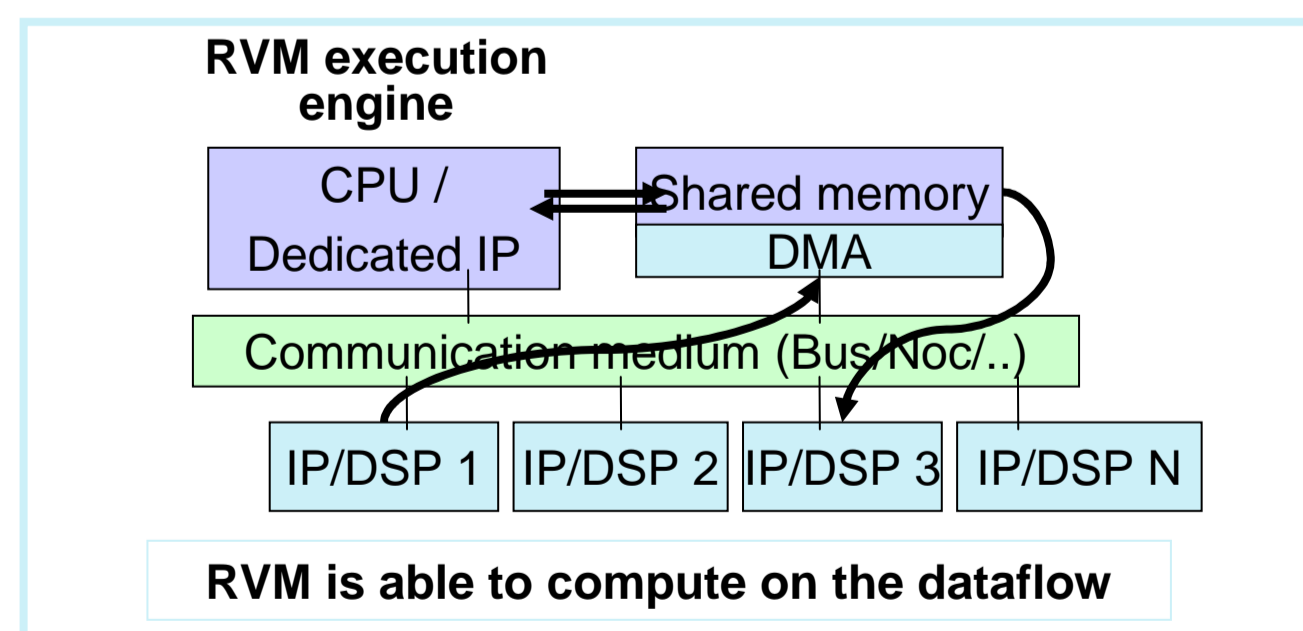 RVM execution
engine
CPU /
Dedicated IP
Shared memory
DMA
Communication medium (Bus/Noc/..)
IP/DSP 1
IP/DSP 2
IP/DSP 3
IP/DSP N
RVM is able to compute on the dataflow